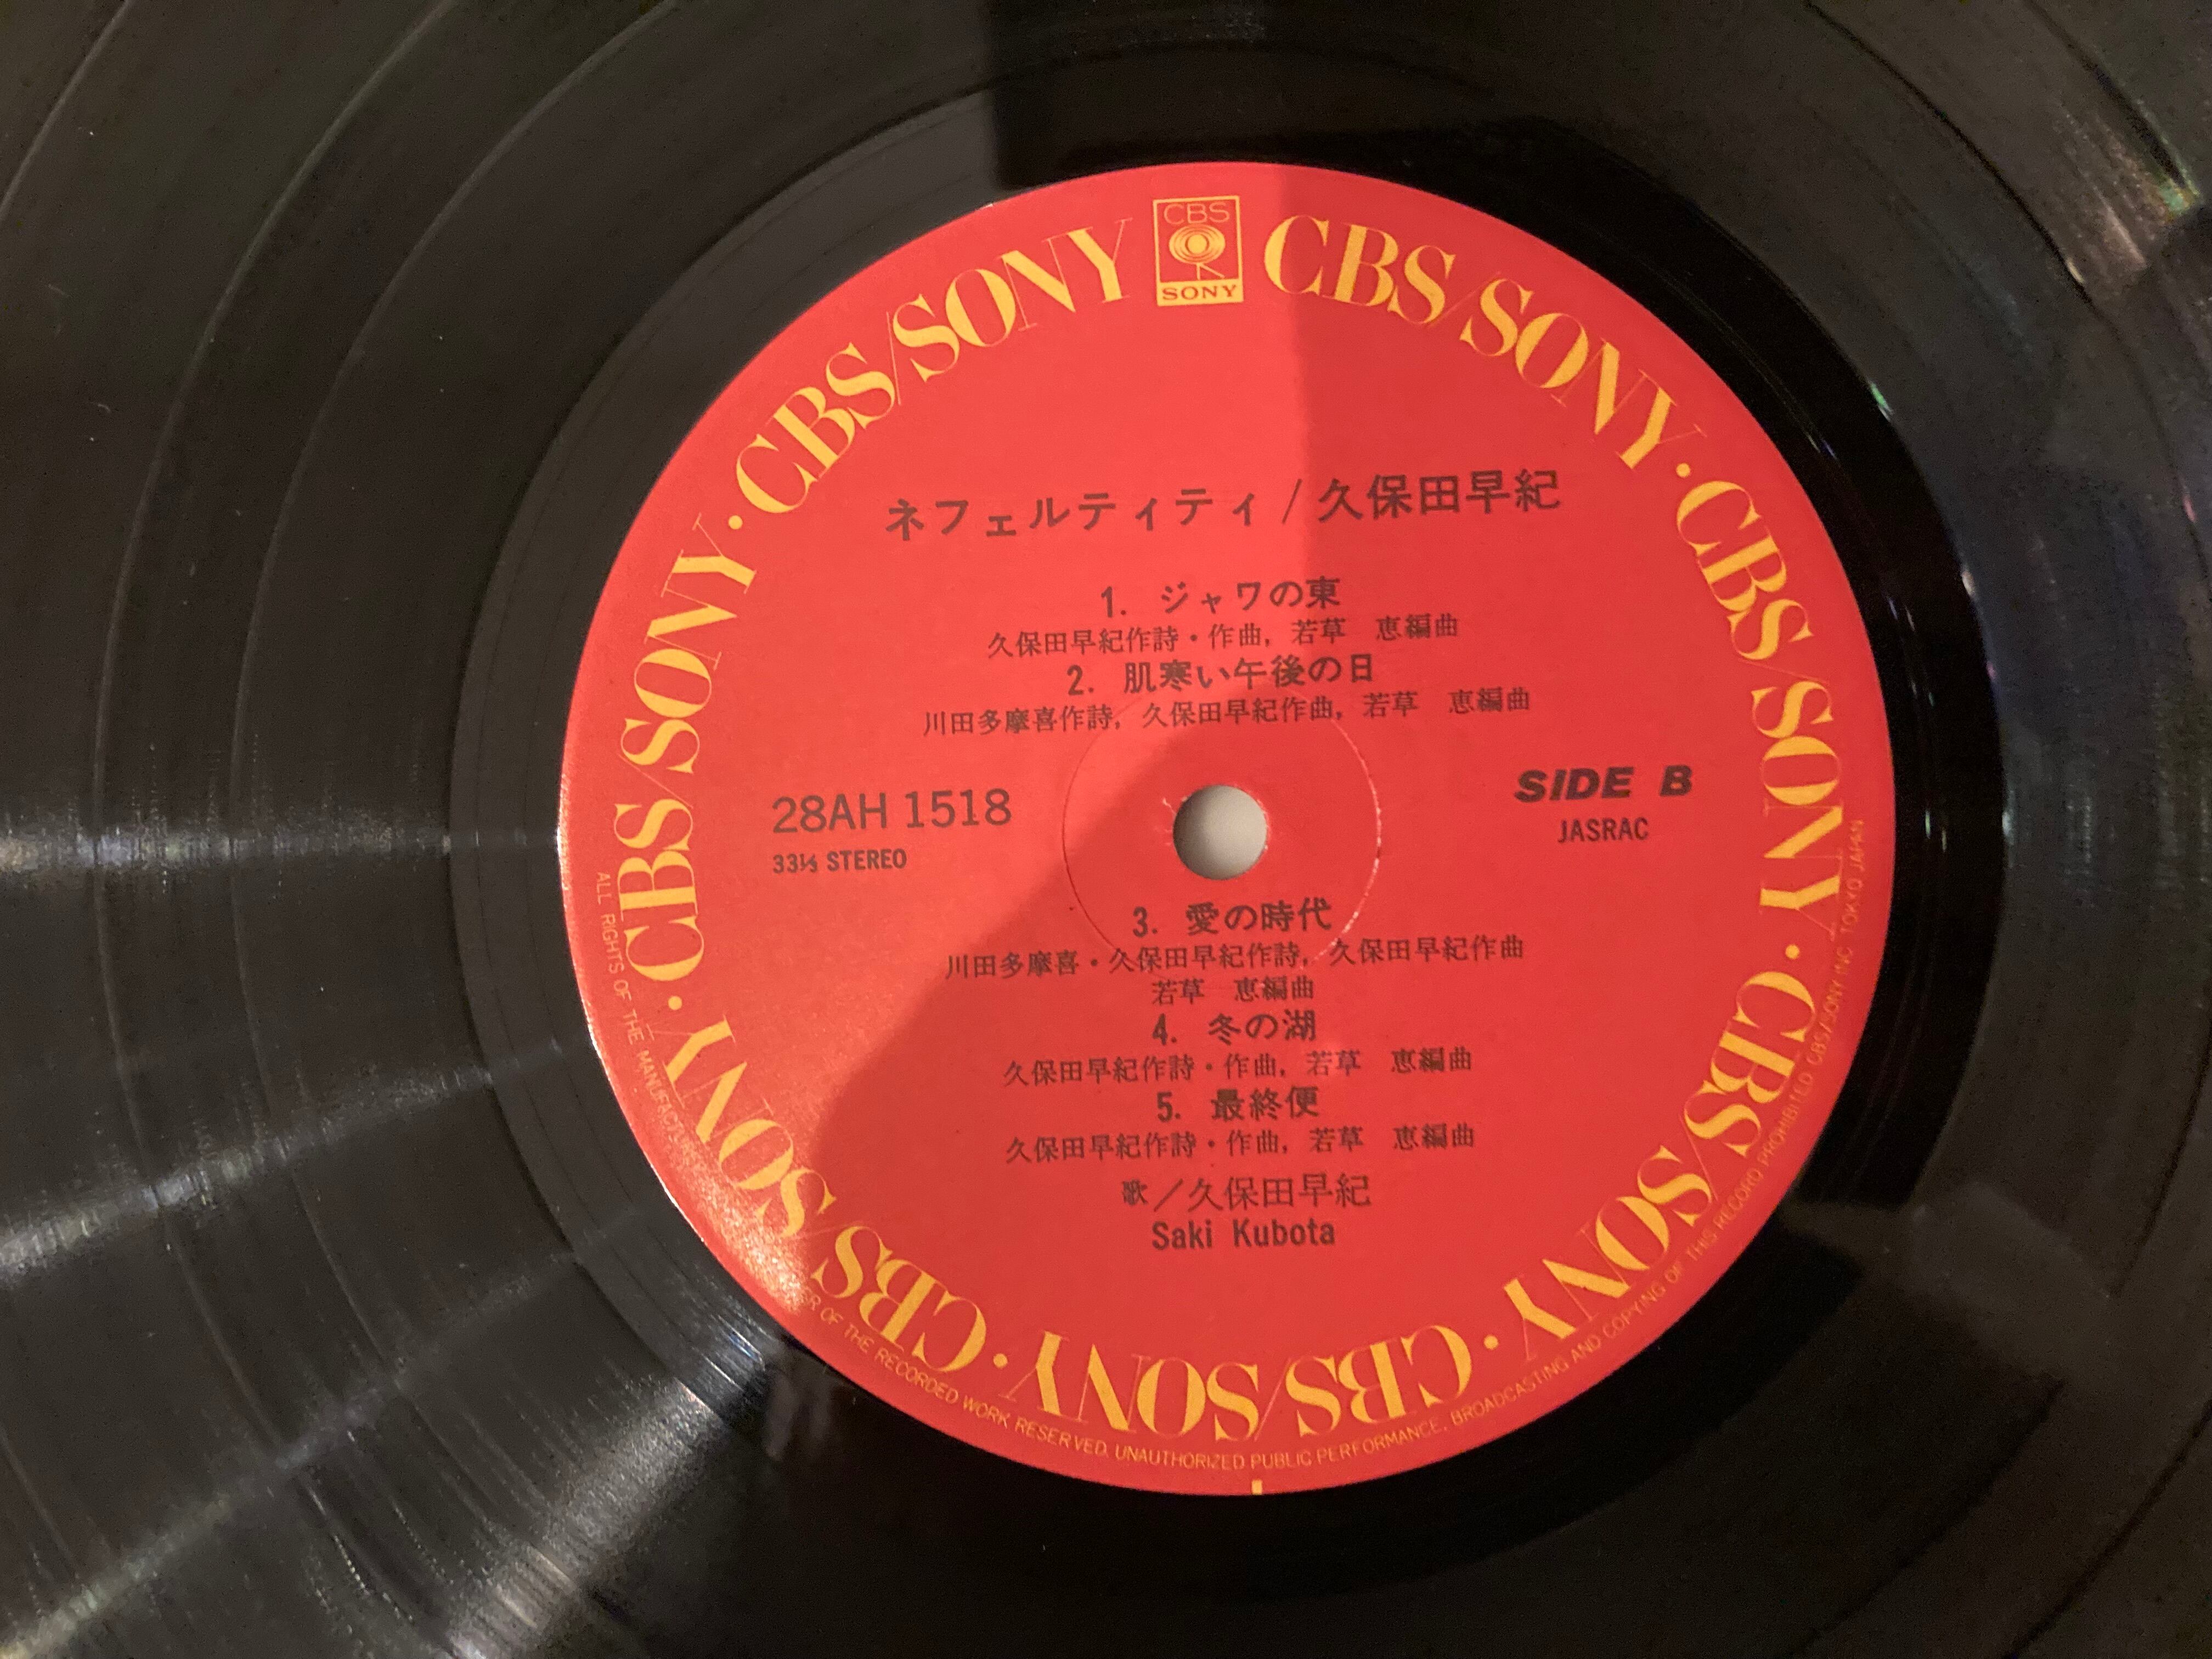 CBS
SONY
CBS/SONY · CBS/SONY · CBS/SONY · CBS/SONY · CBS/SONY · CBS/SONY · CBS/SONY
ネフェルティティ/久保田早紀
1. ジャワの東
久保田早紀作詩・作曲, 若草 恵編曲
2. 肌寒い午後の日
川田多摩喜作詩, 久保田早紀作曲, 若草 恵編曲
28AH 1518
33⅓ STEREO
SIDE B
JASRAC
3. 愛の時代
川田多摩喜・久保田早紀作詩, 久保田早紀作曲
若草 恵編曲
4. 冬の湖
久保田早紀作詩・作曲, 若草 恵編曲
5. 最終便
久保田早紀作詩・作曲, 若草 恵編曲
歌/久保田早紀
Saki Kubota
ALL RIGHTS OF THE MANUFACTURER AND OF THE OWNER OF THE RECORDED WORK RESERVED. UNAUTHORIZED PUBLIC PERFORMANCE, BROADCASTING AND COPYING OF THIS RECORD PROHIBITED CBS/SONY INC. TOKYO JAPAN